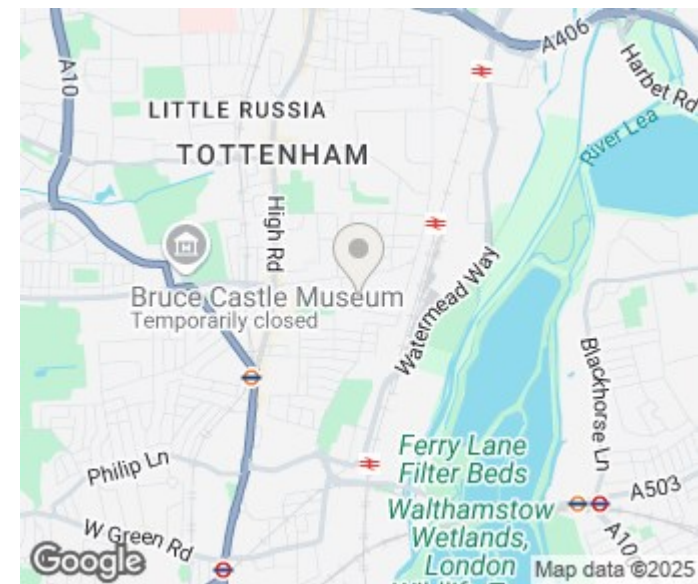 A406
Harbet Rd
A10
LITTLE RUSSIA
River Lea
TOTTENHAM
High Rd
Bruce Castle Museum
Temporarily closed
Watermead Way
Blackhorse Ln
Ferry Lane
Filter Beds
Philip Ln
A503
Walthamstow
Wetlands,
London
W Green Rd
A10
Google
Map data ©2025